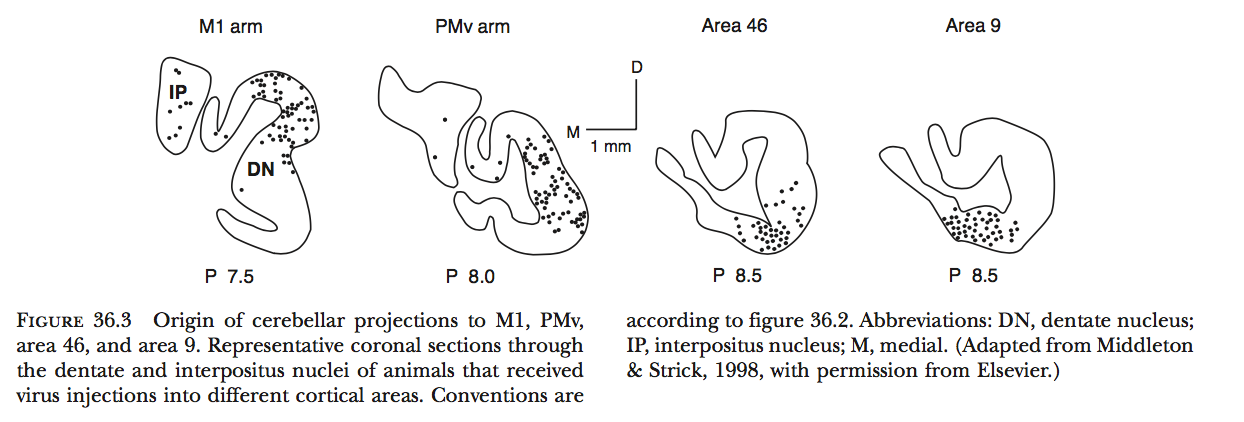 M1 arm
PMv arm
Area 46
Area 9
IP
DN
D
M
1 mm
P 7.5
P 8.0
P 8.5
P 8.5
FIGURE 36.3 Origin of cerebellar projections to M1, PMv,
area 46, and area 9. Representative coronal sections through
the dentate and interpositus nuclei of animals that received
virus injections into different cortical areas. Conventions are
according to figure 36.2. Abbreviations: DN, dentate nucleus;
IP, interpositus nucleus; M, medial. (Adapted from Middleton
& Strick, 1998, with permission from Elsevier.)